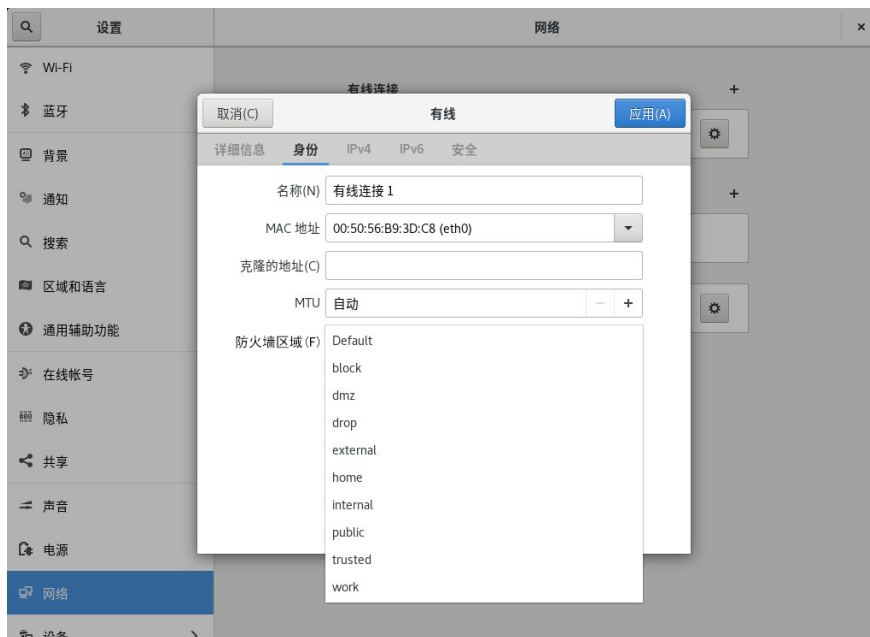 设置
网络
Wi-Fi
蓝牙
背景
通知
搜索
区域和语言
通用辅助功能
在线帐号
隐私
共享
声音
电源
网络
设备
有线连接
取消(C)
有线
应用(A)
详细信息
身份
IPv4
IPv6
安全
名称(N)
有线连接 1
MAC 地址
00:50:56:B9:3D:C8 (eth0)
克隆的地址(C)
MTU
自动
防火墙区域(F)
Default
block
dmz
drop
external
home
internal
public
trusted
work